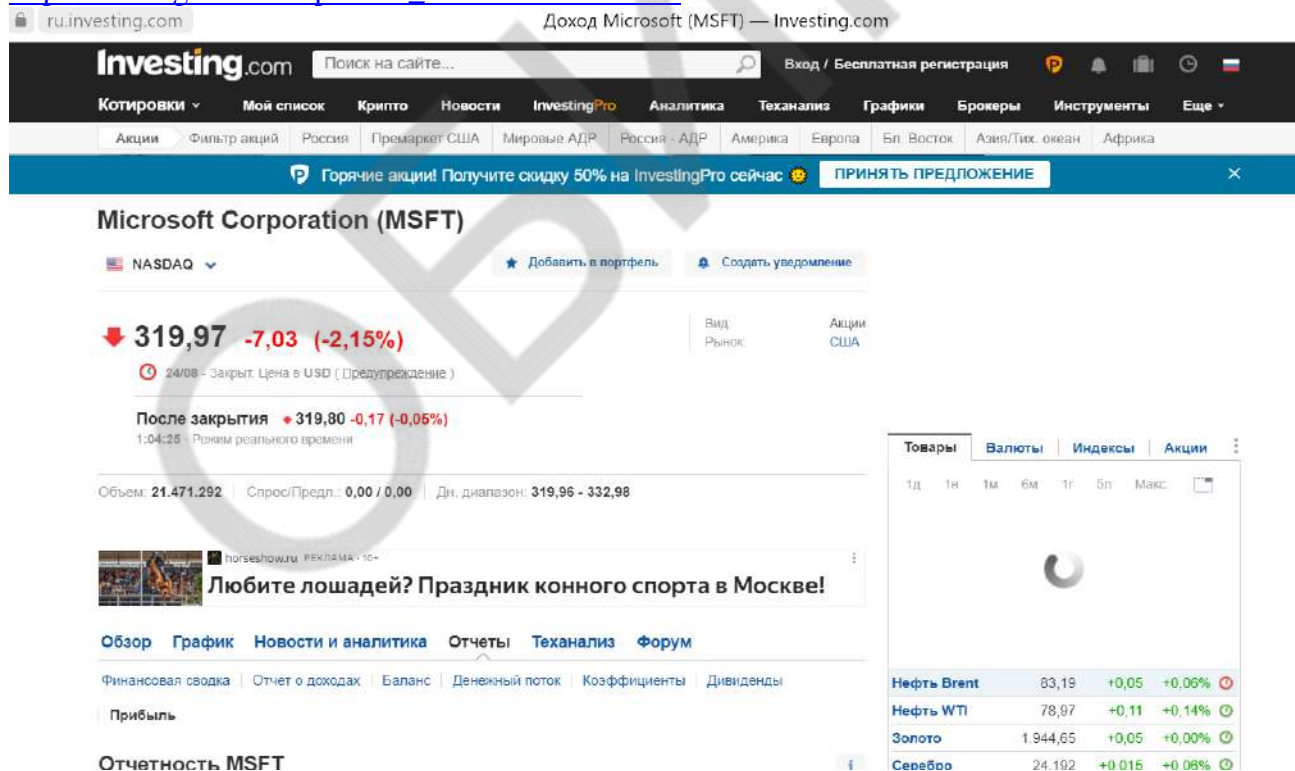 ru.investing.com
Доход Microsoft (MSFT) — Investing.com
Investing.com Поиск на сайте... Вход / Бесплатная регистрация
Котировки Мой список Крипто Новости InvestingPro Аналитика Теханализ Графики Брокеры Инструменты Еще
Акции Фильтр акций Россия Премаркет США Мировые АДР Россия - АДР Америка Европа Бл. Восток Азия/Тих. океан Африка
Горячие акции! Получите скидку 50% на InvestingPro сейчас ПРИНЯТЬ ПРЕДЛОЖЕНИЕ ×
Microsoft Corporation (MSFT)
NASDAQ Добавить в портфель Создать уведомление
319,97 -7,03 (-2,15%)
Вид: Акции
Рынок: США
24/08 - Закрыт. Цена в USD ( Предупреждение )
После закрытия 319,80 -0,17 (-0,05%)
1:04:25 - Режим реального времени
Объем: 21.471.292 Спрос/Предл.: 0,00 / 0,00 Дн. диапазон: 319,96 - 332,98
horseshow.ru РЕКЛАМА • 16+
Любите лошадей? Праздник конного спорта в Москве!
Обзор График Новости и аналитика Отчеты Теханализ Форум
Финансовая сводка Отчет о доходах Баланс Денежный поток Коэффициенты Дивиденды
Прибыль
Отчетность MSFT
Товары Валюты Индексы Акции
1д 1н 1м 6м 1г 5л Макс.
Нефть Brent 83,19 +0,05 +0,06%
Нефть WTI 78,97 +0,11 +0,14%
Золото 1.944,65 +0,05 +0,00%
Серебро 24,192 +0,015 +0,06%